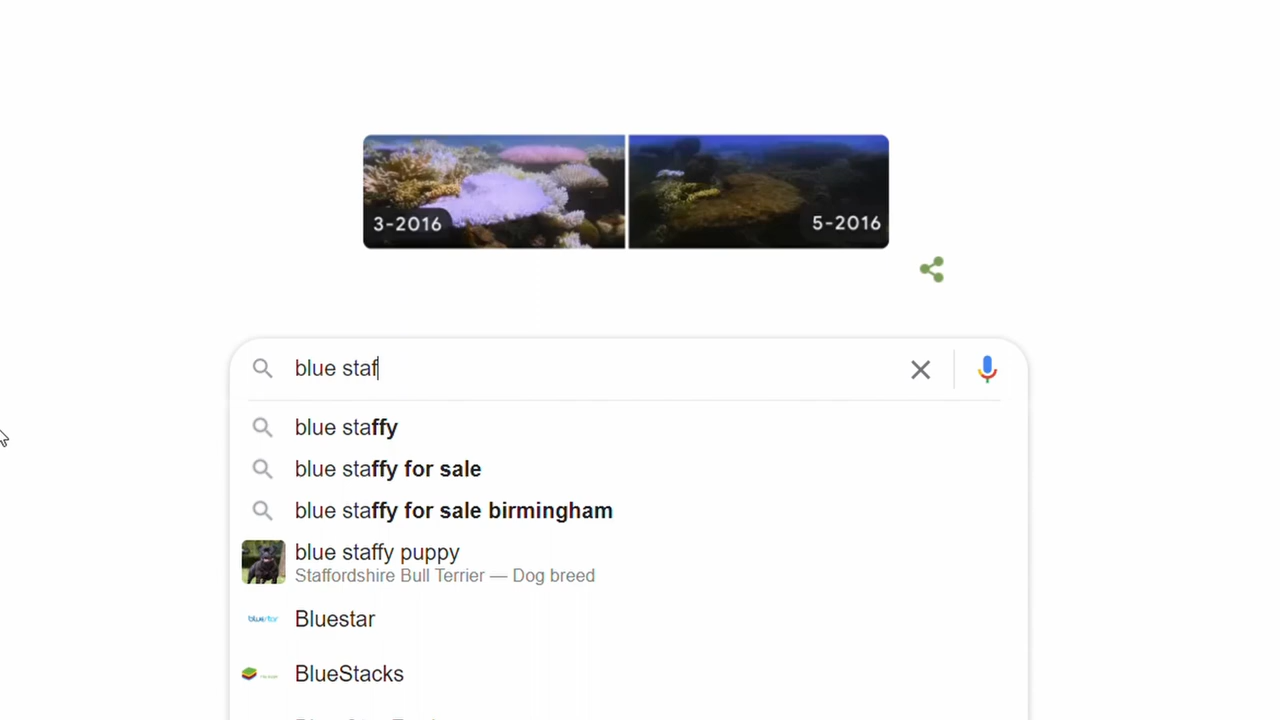 3-2016
5-2016
blue staf
blue staffy
blue staffy for sale
blue staffy for sale birmingham
blue staffy puppy
Staffordshire Bull Terrier — Dog breed
bluestar
Bluestar
BlueStacks